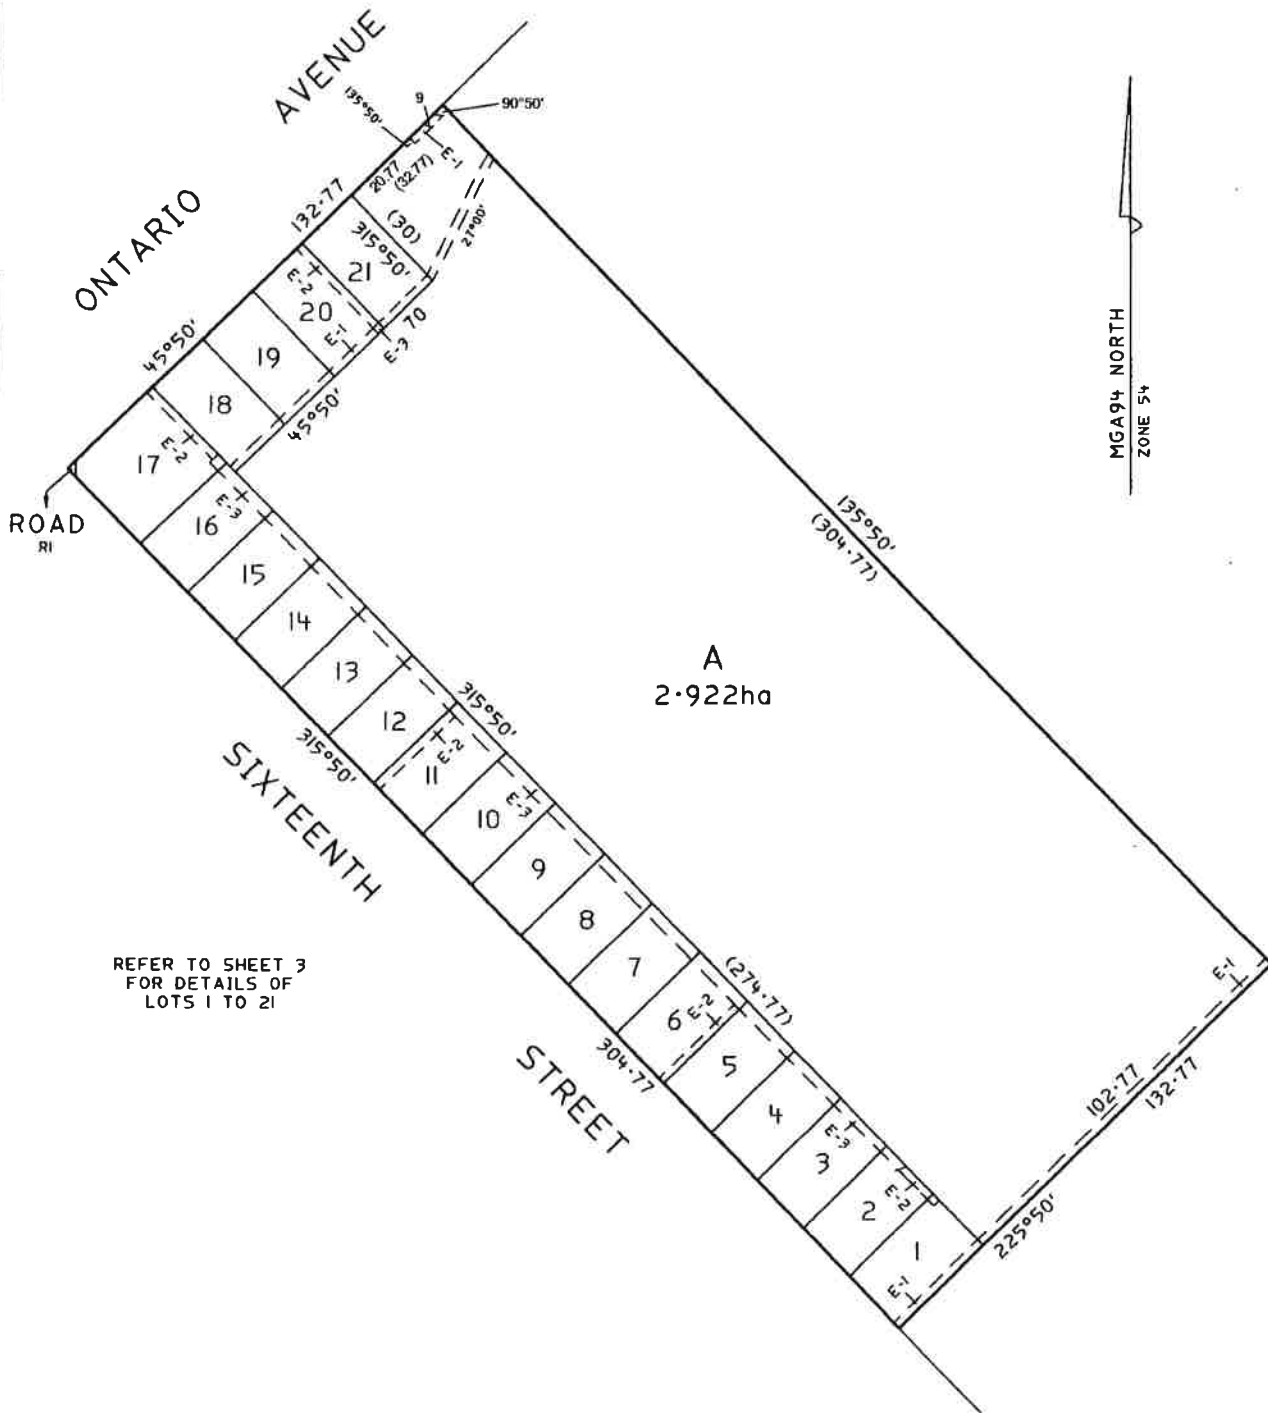 AVENUE
ONTARIO
135°50'
9
90°50'
E-1
20.77
(32.77)
132·77
(30)
315°50'
27°00'
21
E-2
20
E-1
E-3
70
45°50'
19
18
45°50'
17
E-2
ROAD
R1
16
E-3
15
14
13
12
315°50'
315°50'
E-2
11
10
E-3
9
8
7
6
E-2
(274·77)
5
4
E-3
3
E-2
2
1
E-1
304·77
SIXTEENTH
STREET
A
2·922ha
135°50'
(304·77)
E-1
102·77
132·77
225°50'
MGA94 NORTH
ZONE 54
REFER TO SHEET 3
FOR DETAILS OF
LOTS 1 TO 21